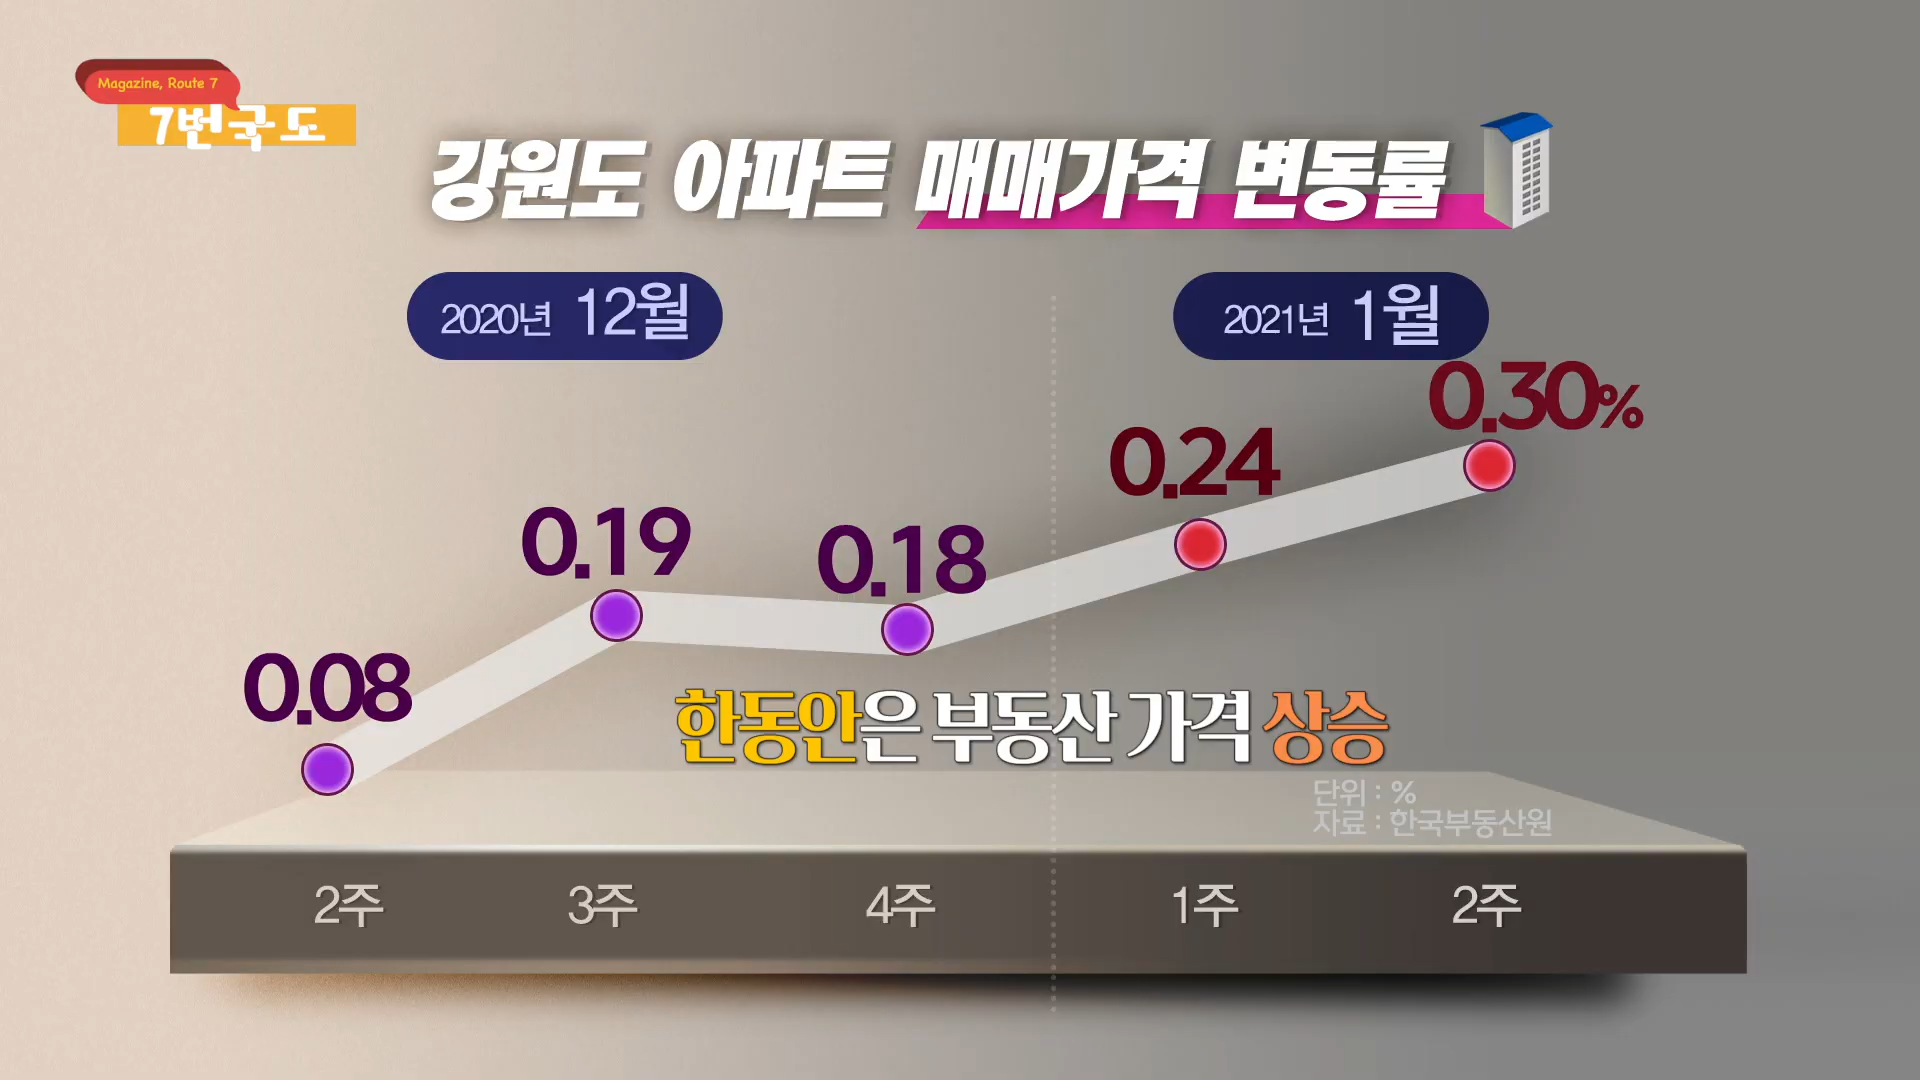 Magazine, Route 7
7번국도
강원도 아파트 매매가격 변동률
2020년 12월
2021년 1월
0.30%
0.24
0.19
0.18
0.08
한동안은 부동산 가격 상승
단위 : %
자료 : 한국부동산원
2주 3주 4주 1주 2주